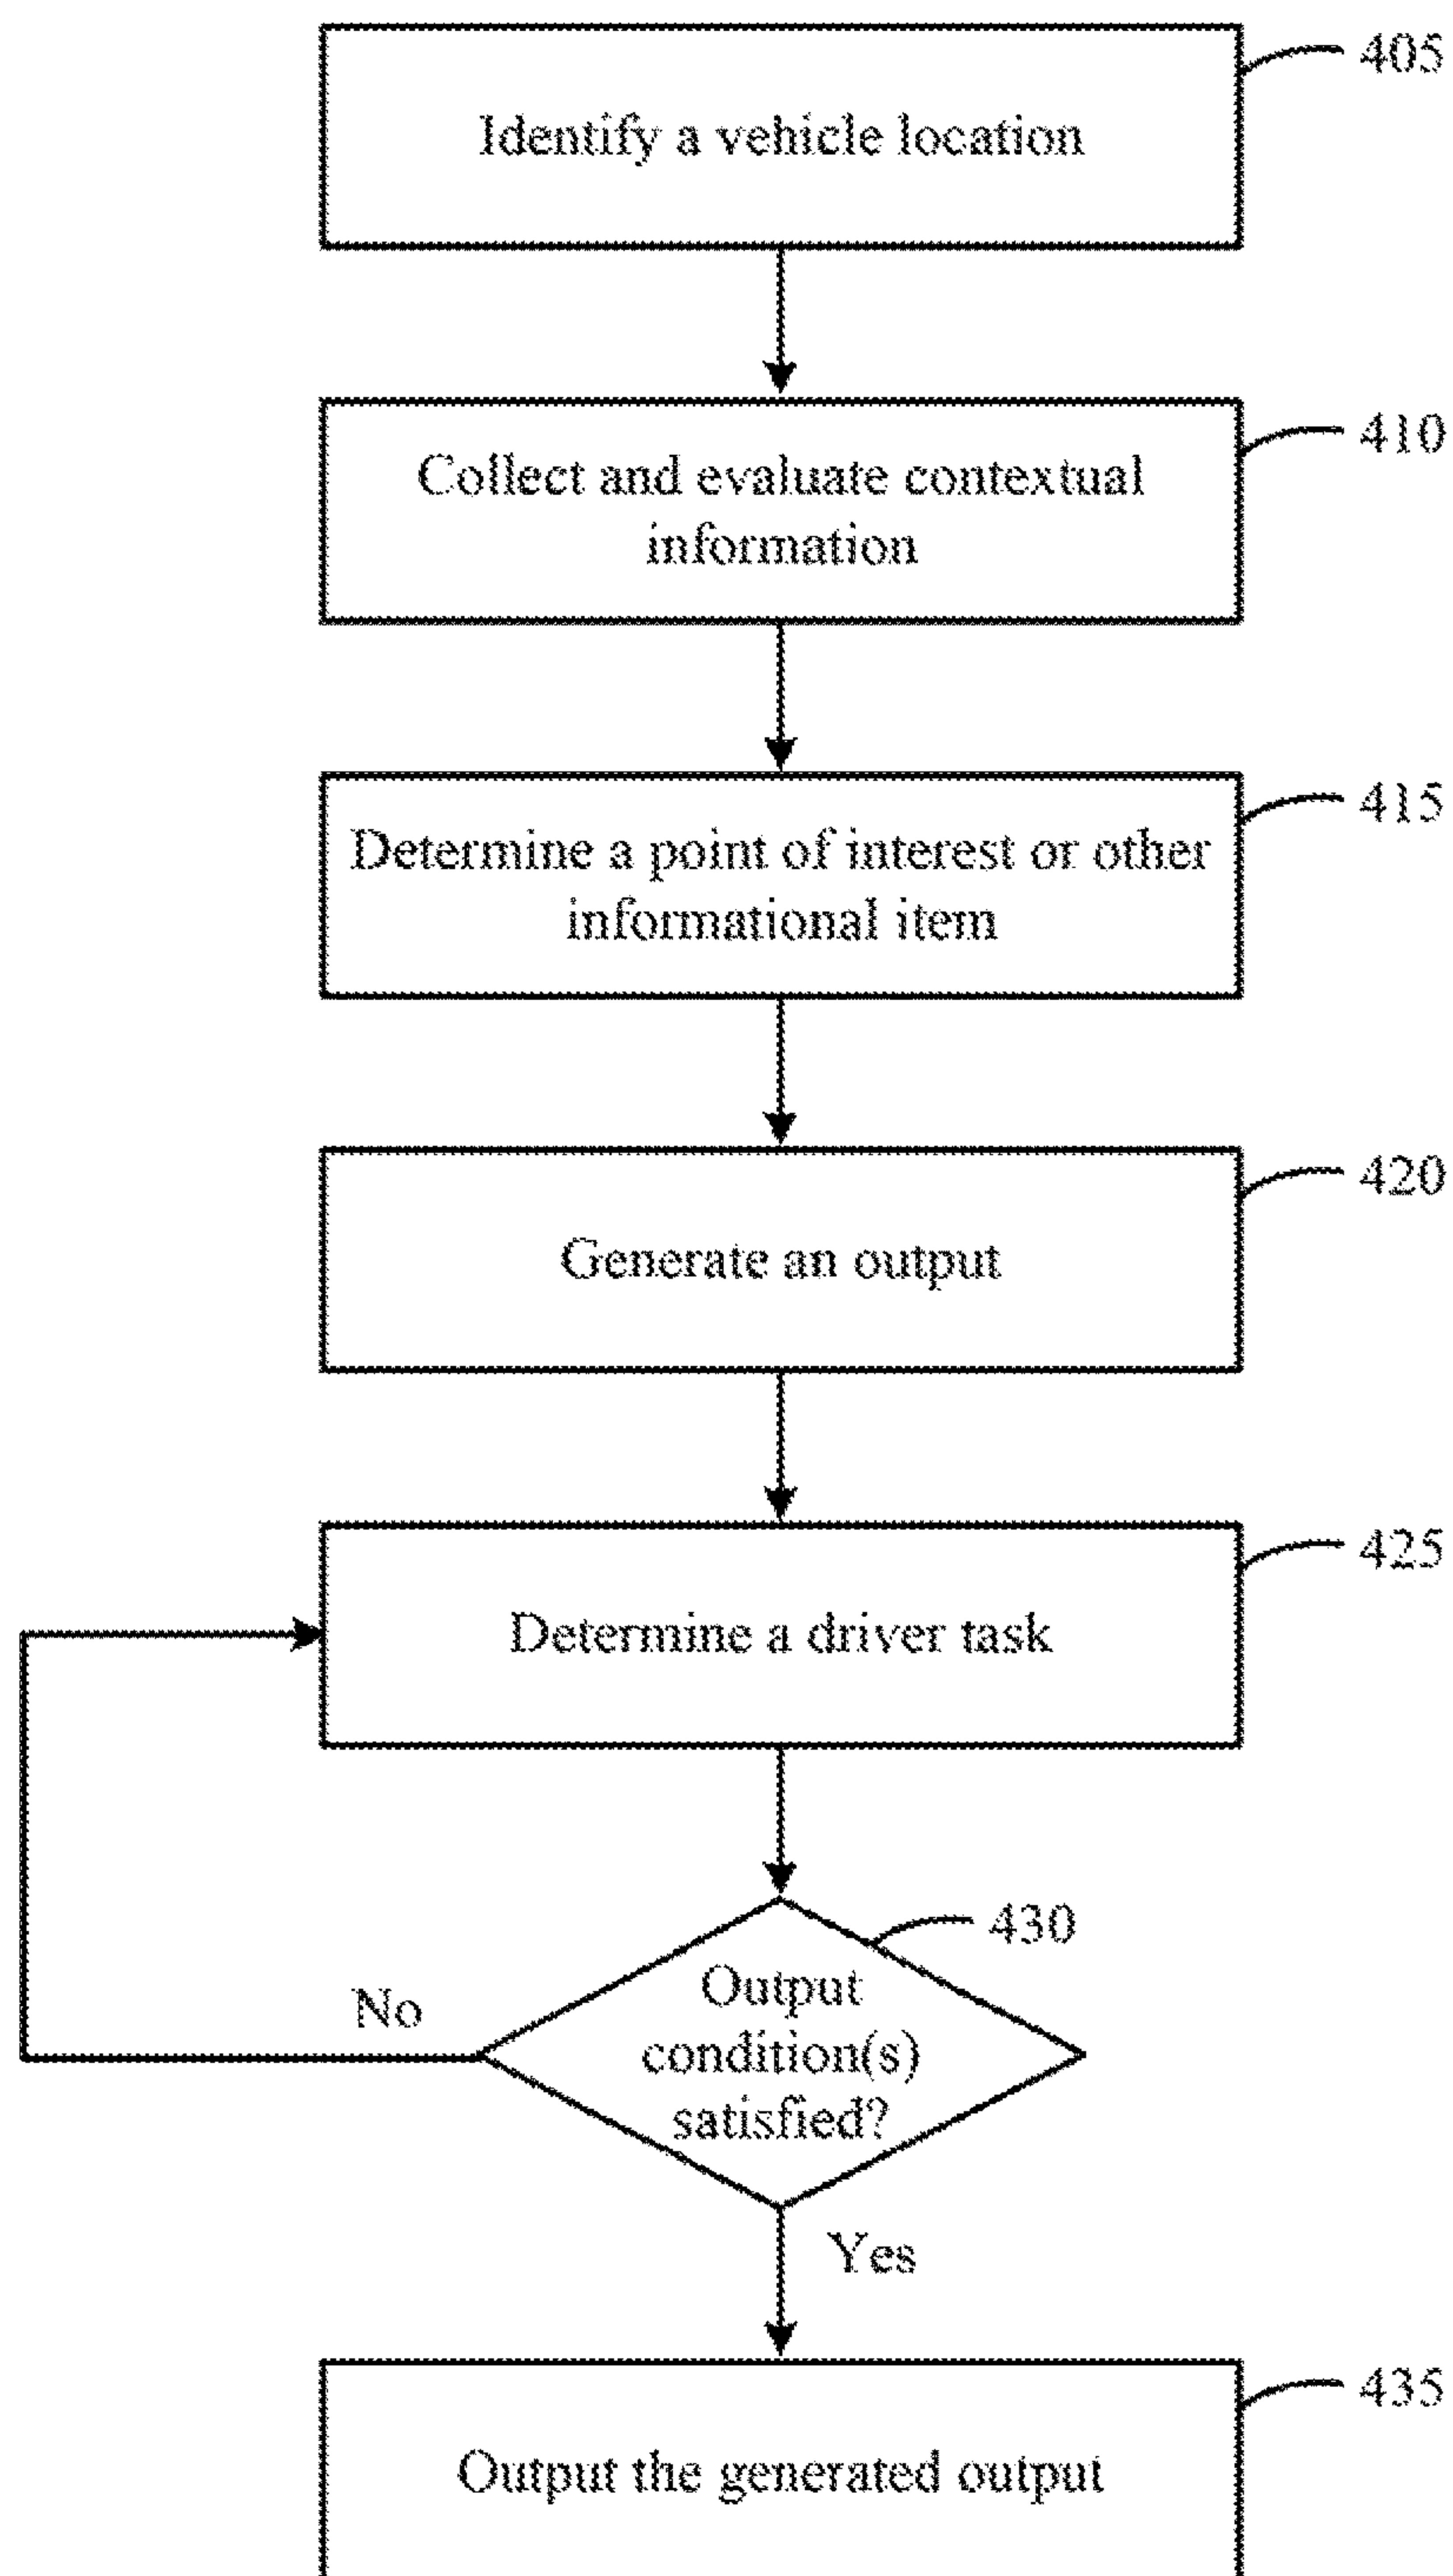 405
Identify a vehicle location
410
Collect and evaluate contextual
information
415
Determine a point of interest or other
informational item
420
Generate an output
425
Determine a driver task
430
Output
condition(s)
satisfied?
No
Yes
435
Output the generated output